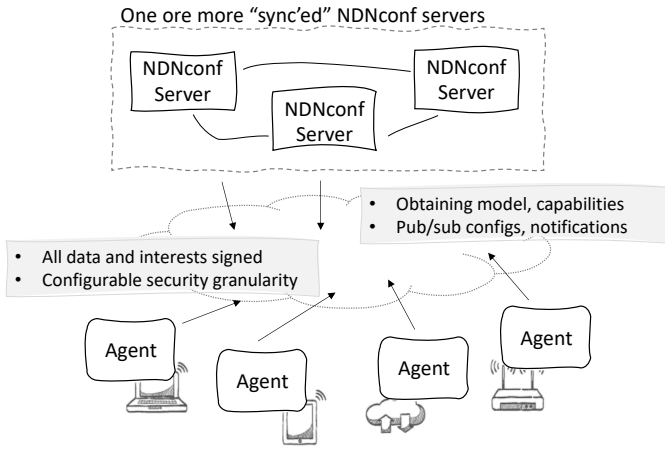 One ore more “sync’ed” NDNconf servers
NDNconf
Server
NDNconf
Server
NDNconf
Server
• Obtaining model, capabilities
• Pub/sub configs, notifications
• All data and interests signed
• Configurable security granularity
Agent
Agent
Agent
Agent